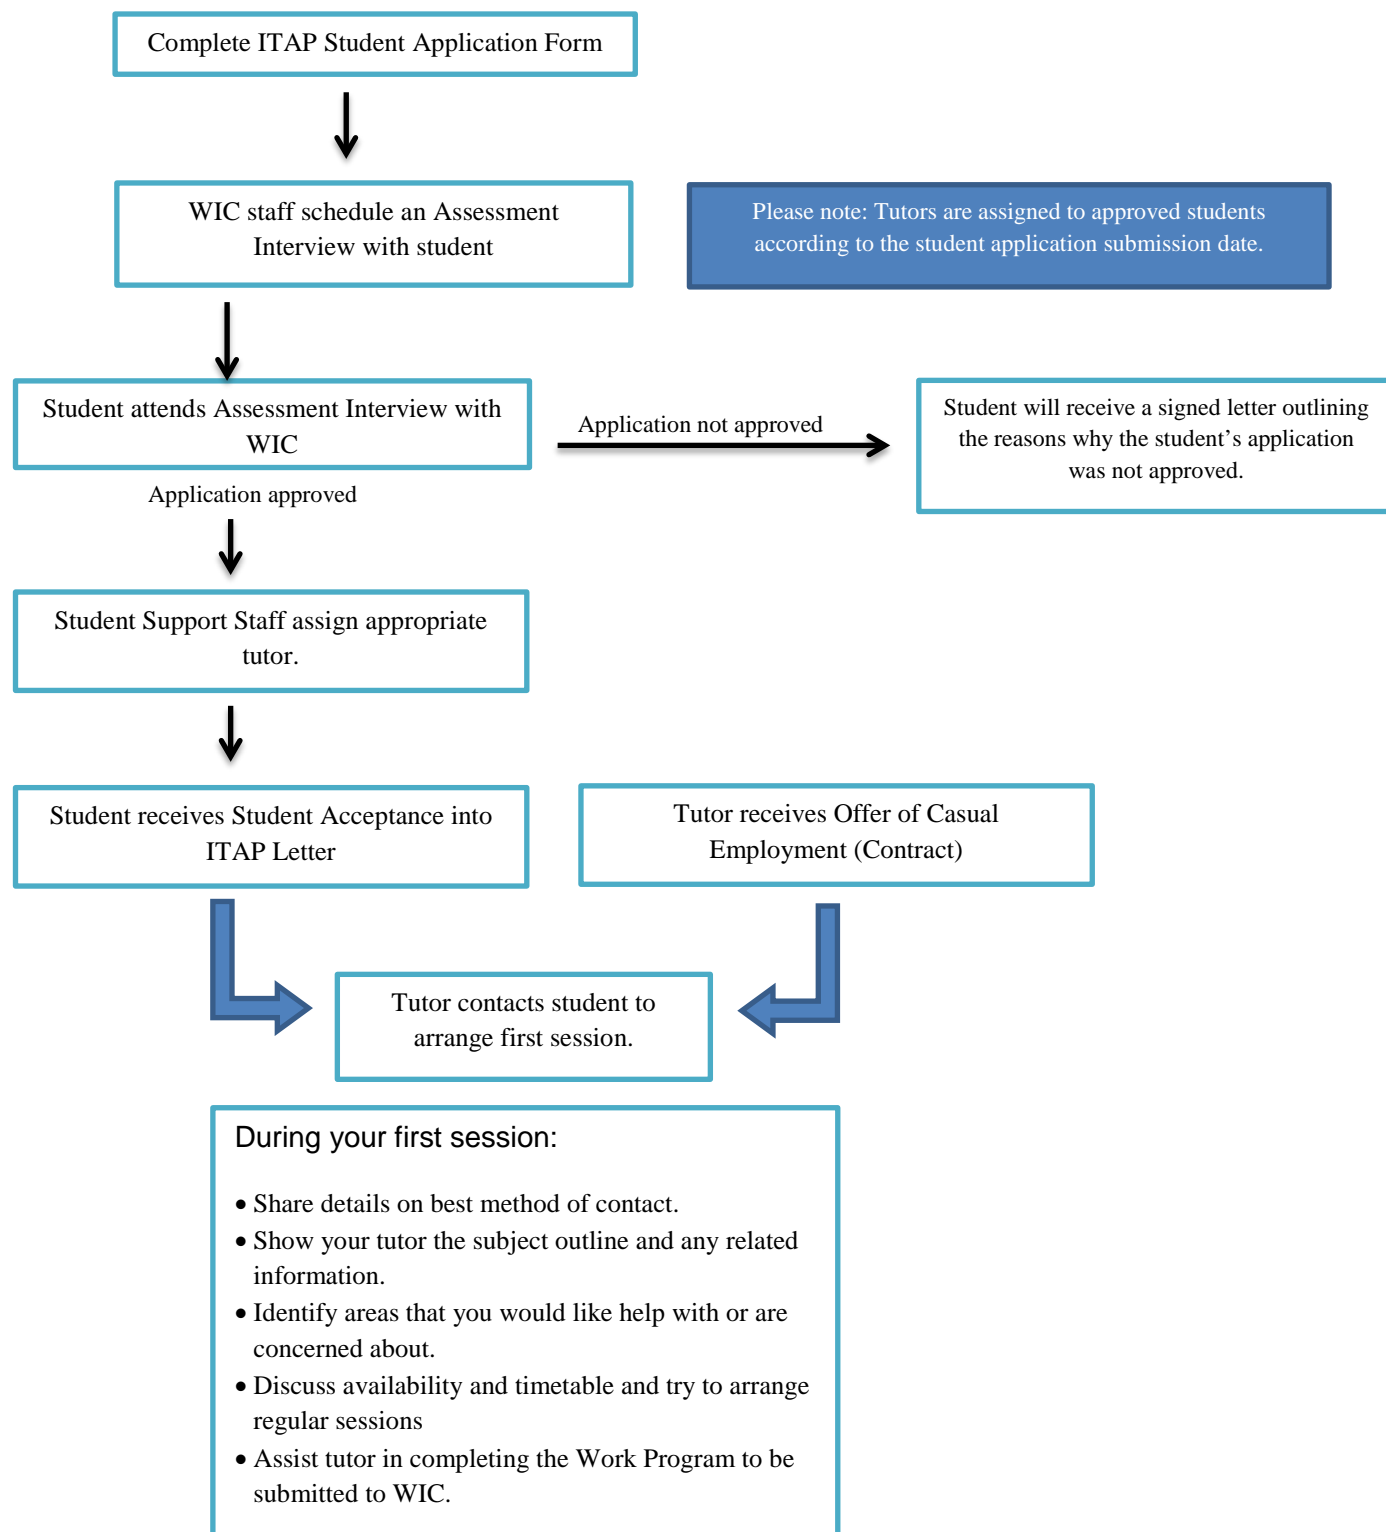 Complete ITAP Student Application Form
WIC staff schedule an Assessment
Interview with student
Please note: Tutors are assigned to approved students
according to the student application submission date.
Student attends Assessment Interview with
WIC
Application not approved
Student will receive a signed letter outlining
the reasons why the student’s application
was not approved.
Application approved
Student Support Staff assign appropriate
tutor.
Student receives Student Acceptance into
ITAP Letter
Tutor receives Offer of Casual
Employment (Contract)
Tutor contacts student to
arrange first session.
During your first session:
• Share details on best method of contact.
• Show your tutor the subject outline and any related
information.
• Identify areas that you would like help with or are
concerned about.
• Discuss availability and timetable and try to arrange
regular sessions
• Assist tutor in completing the Work Program to be
submitted to WIC.